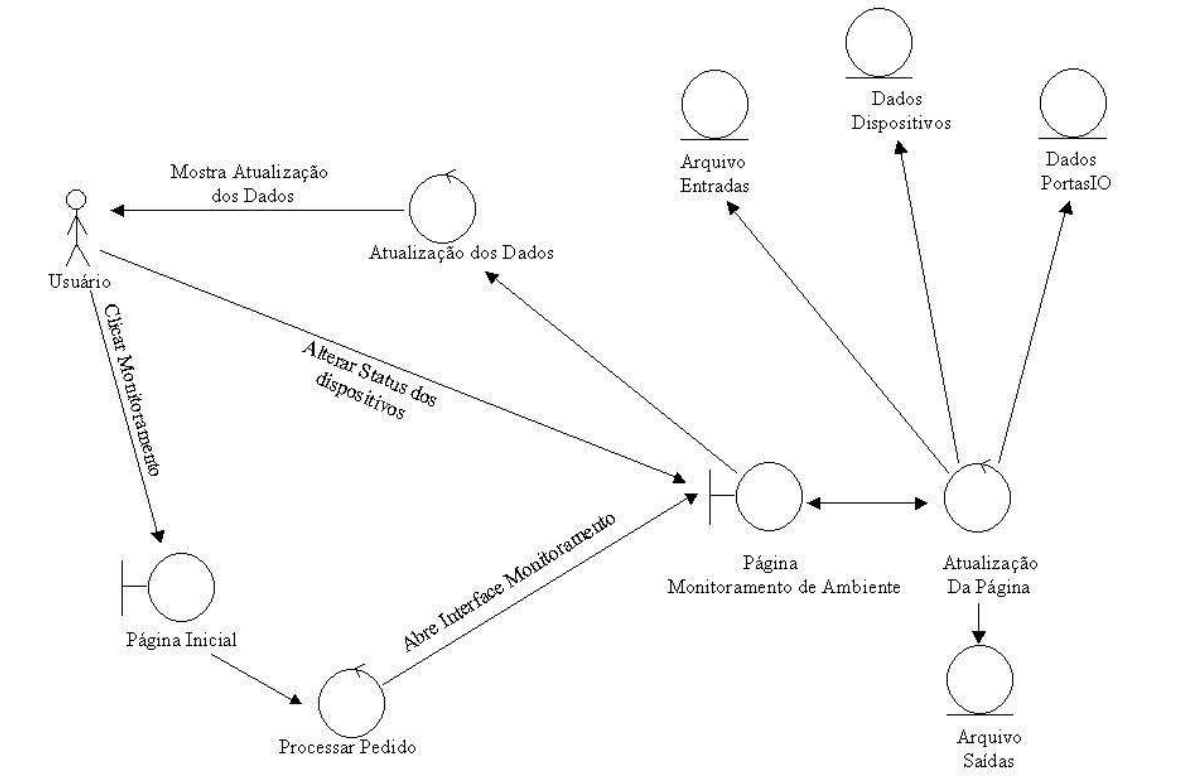 Dados
Dispositivos
Arquivo
Entradas
Dados
PortasIO
Mostra Atualização
dos Dados
Atualização dos Dados
Usuário
Clicar Monitoramento
Alterar Status dos
dispositivos
Abre Interface Monitoramento
Página
Monitoramento de Ambiente
Atualização
Da Página
Página Inicial
Processar Pedido
Arquivo
Saídas